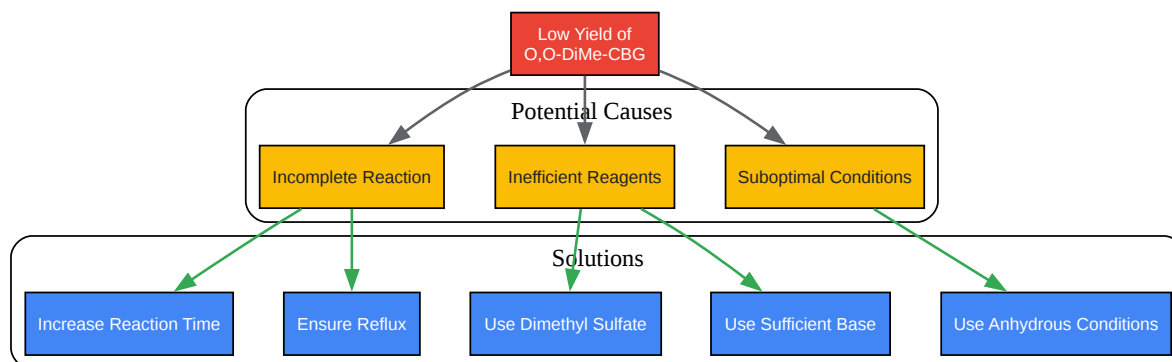 Low Yield of
O,O-DiMe-CBG
Potential Causes
Incomplete Reaction
Inefficient Reagents
Suboptimal Conditions
Solutions
Increase Reaction Time
Ensure Reflux
Use Dimethyl Sulfate
Use Sufficient Base
Use Anhydrous Conditions